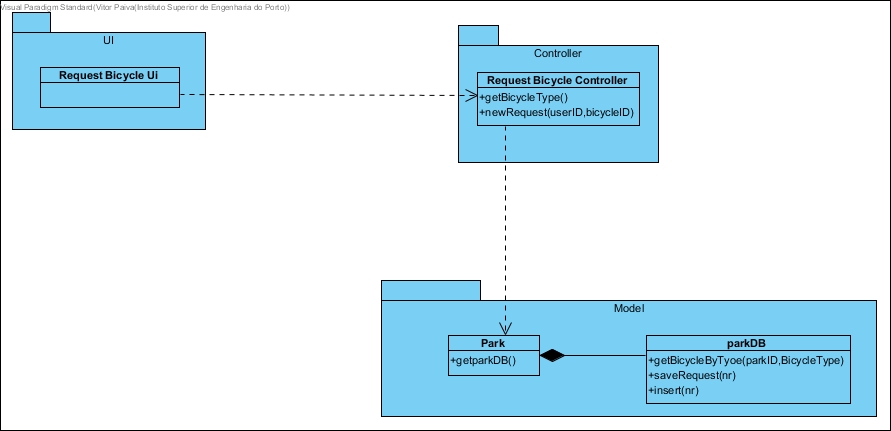 Visual Paradigm Standard(Vitor Paiva(Instituto Superior de Engenharia do Porto))
UI
Request Bicycle Ui
Controller
Request Bicycle Controller
+getBicycleType()
+newRequest(userID,bicycleID)
Model
Park
+getparkDB()
parkDB
+getBicycleByTyoe(parkID,BicycleType)
+saveRequest(nr)
+insert(nr)